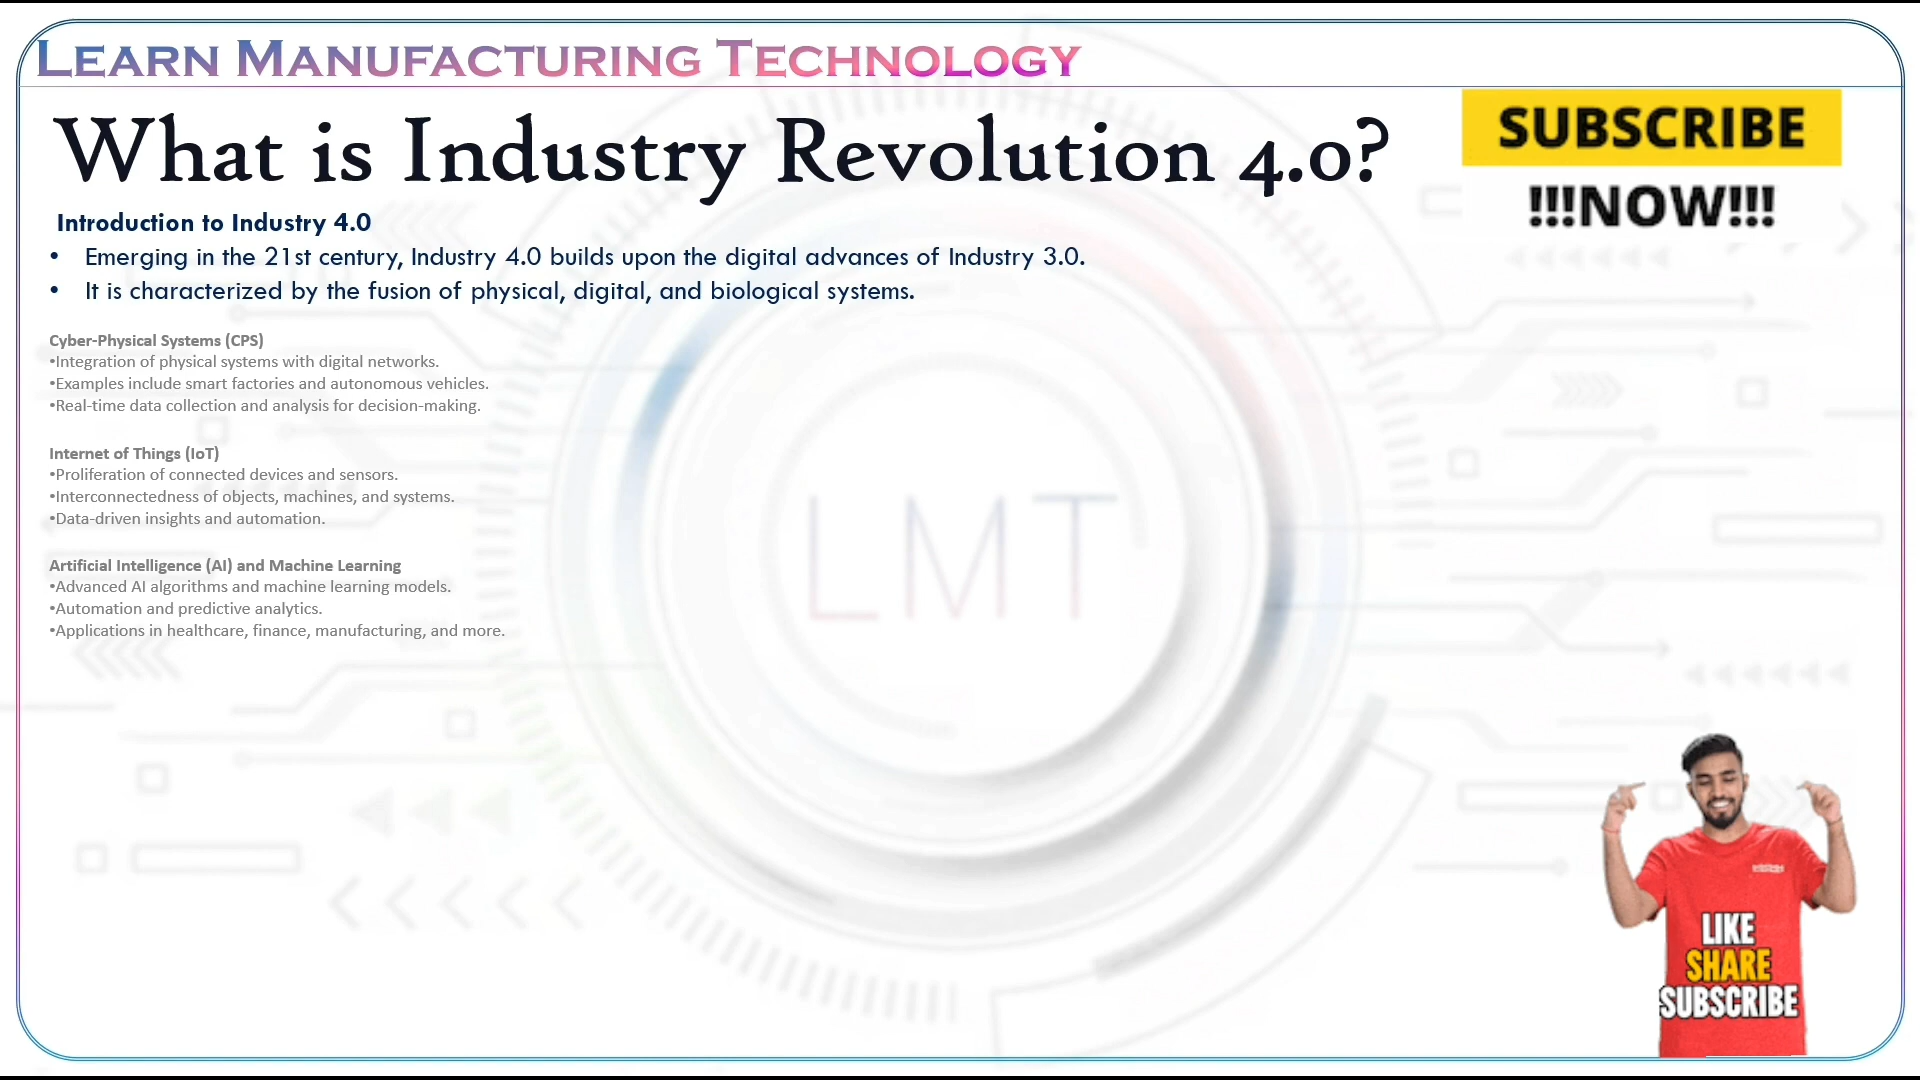 LEARN MANUFACTURING TECHNOLOGY
What is Industry Revolution 4.0?
SUBSCRIBE
!!!NOW!!!
Introduction to Industry 4.0
• Emerging in the 21st century, Industry 4.0 builds upon the digital advances of Industry 3.0.
• It is characterized by the fusion of physical, digital, and biological systems.
Cyber-Physical Systems (CPS)
•Integration of physical systems with digital networks.
•Examples include smart factories and autonomous vehicles.
•Real-time data collection and analysis for decision-making.
Internet of Things (IoT)
•Proliferation of connected devices and sensors.
•Interconnectedness of objects, machines, and systems.
•Data-driven insights and automation.
Artificial Intelligence (AI) and Machine Learning
•Advanced AI algorithms and machine learning models.
•Automation and predictive analytics.
•Applications in healthcare, finance, manufacturing, and more.
LMT
LIKE
SHARE
SUBSCRIBE